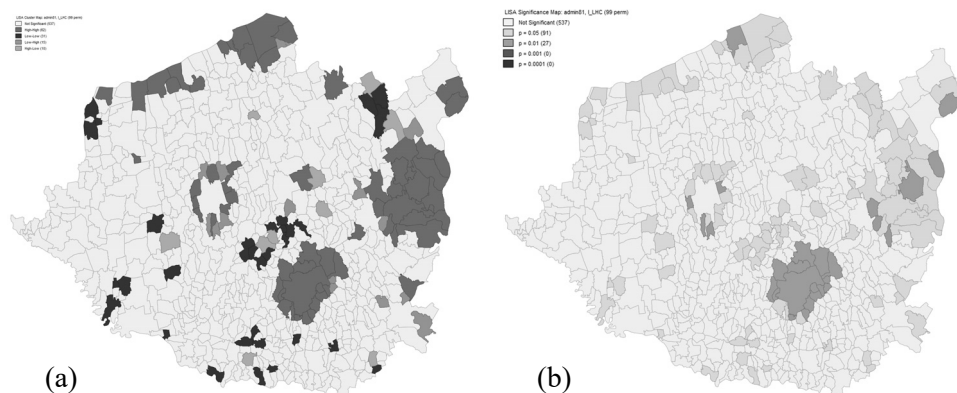 LISA Cluster Map: admin51, I_LHC (99 perm)
Not Significant (537)
High-High (62)
Low-Low (31)
Low-High (15)
High-Low (10)
(a)
LISA Significance Map: admin51, I_LHC (99 perm)
Not Significant (537)
p = 0.05 (91)
p = 0.01 (27)
p = 0.001 (0)
p = 0.0001 (0)
(b)